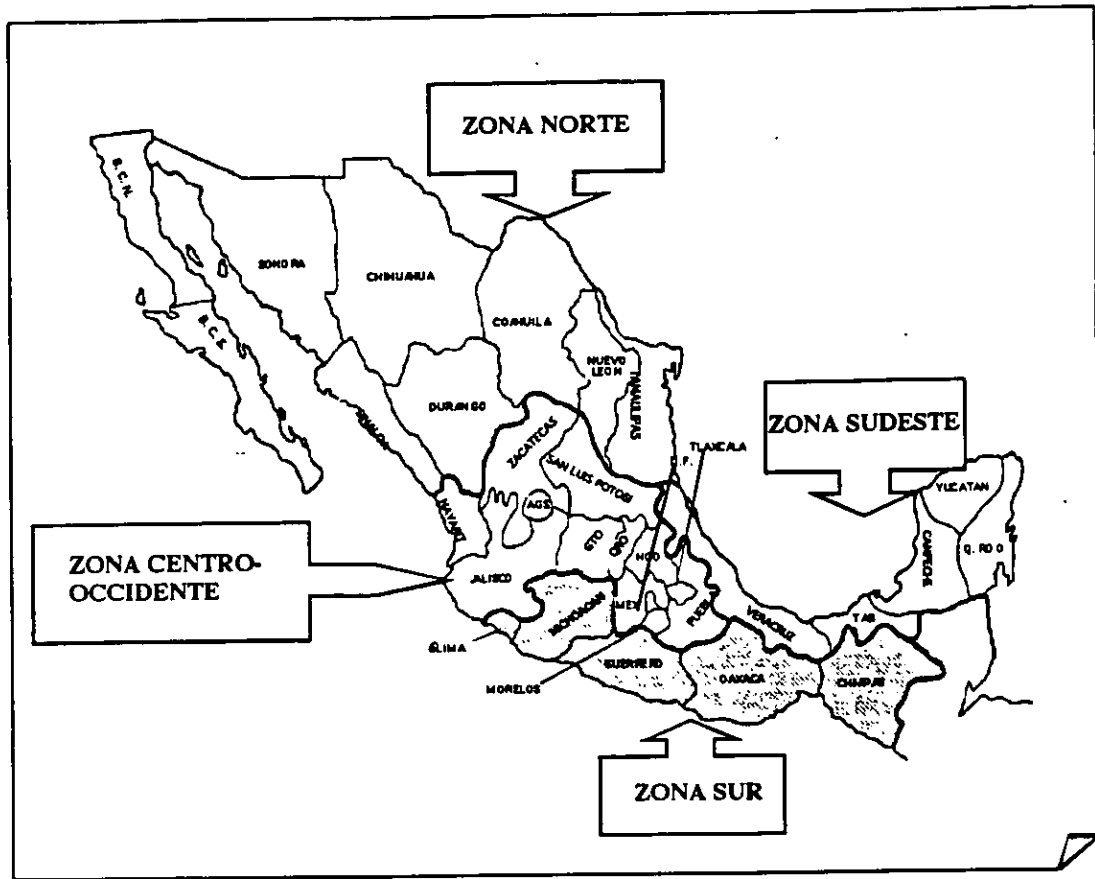 ZONA NORTE
B.C.N.
SONORA
CHIHUAHUA
COAHUILA
B.C.S.
NUEVO
LEON
TAMAULIPAS
DURANGO
SINALOA
ZONA SUDESTE
TLAXCALA
D.F.
ZACATECAS
SAN LUIS POTOSI
YUCATAN
NAYARIT
AGS.
CAMPECHE
Q. ROO
GTO
QRO
HGO
ZONA CENTRO-
OCCIDENTE
JALISCO
MICHOACAN
MEX
PUEBLA
VERACRUZ
TAB
GUERRERO
OAXACA
CHIAPAS
MORELOS
ZONA SUR